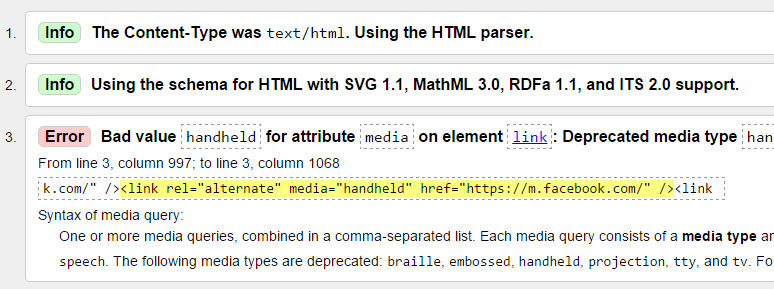 1. Info The Content-Type was text/html. Using the HTML parser.
2. Info Using the schema for HTML with SVG 1.1, MathML 3.0, RDFa 1.1, and ITS 2.0 support.
3. Error Bad value handheld for attribute media on element link: Deprecated media type han
From line 3, column 997; to line 3, column 1068
k.com/" /><link rel="alternate" media="handheld" href="https://m.facebook.com/" /><link
Syntax of media query:
One or more media queries, combined in a comma-separated list. Each media query consists of a media type an
speech. The following media types are deprecated: braille, embossed, handheld, projection, tty, and tv. Fo